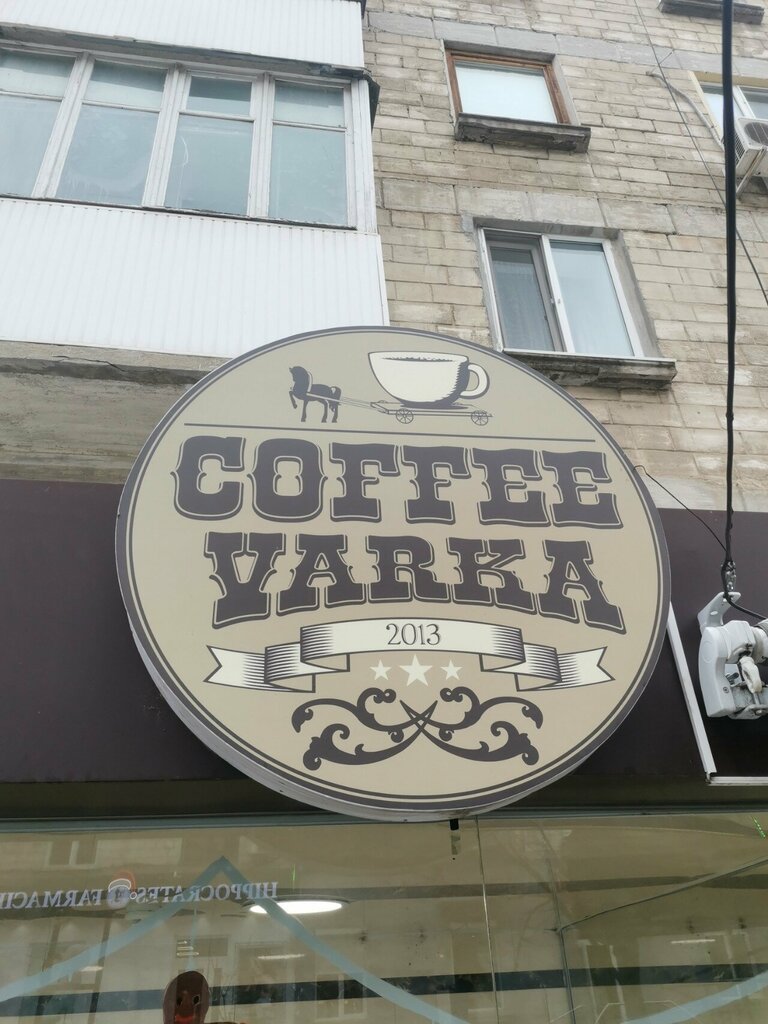 COFFEE
VARKA
2013
HIPPOCRATES FARMACI